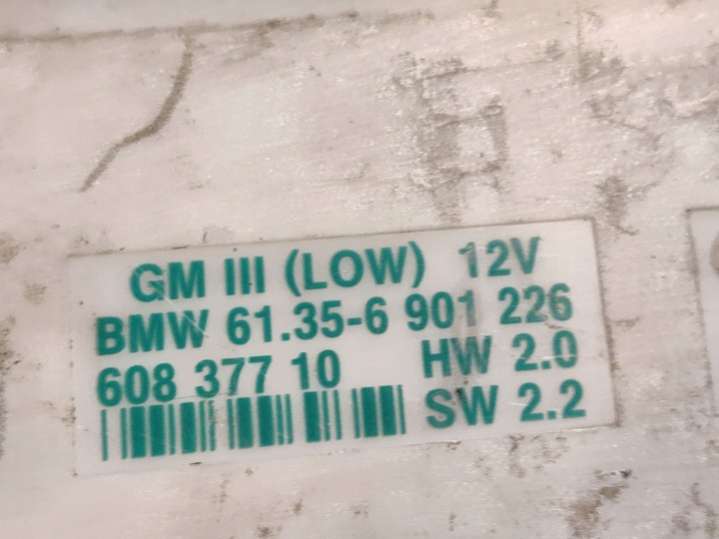 GM III (LOW) 12V
BMW 61.35-6 901 226
608 377 10 HW 2.0
SW 2.2